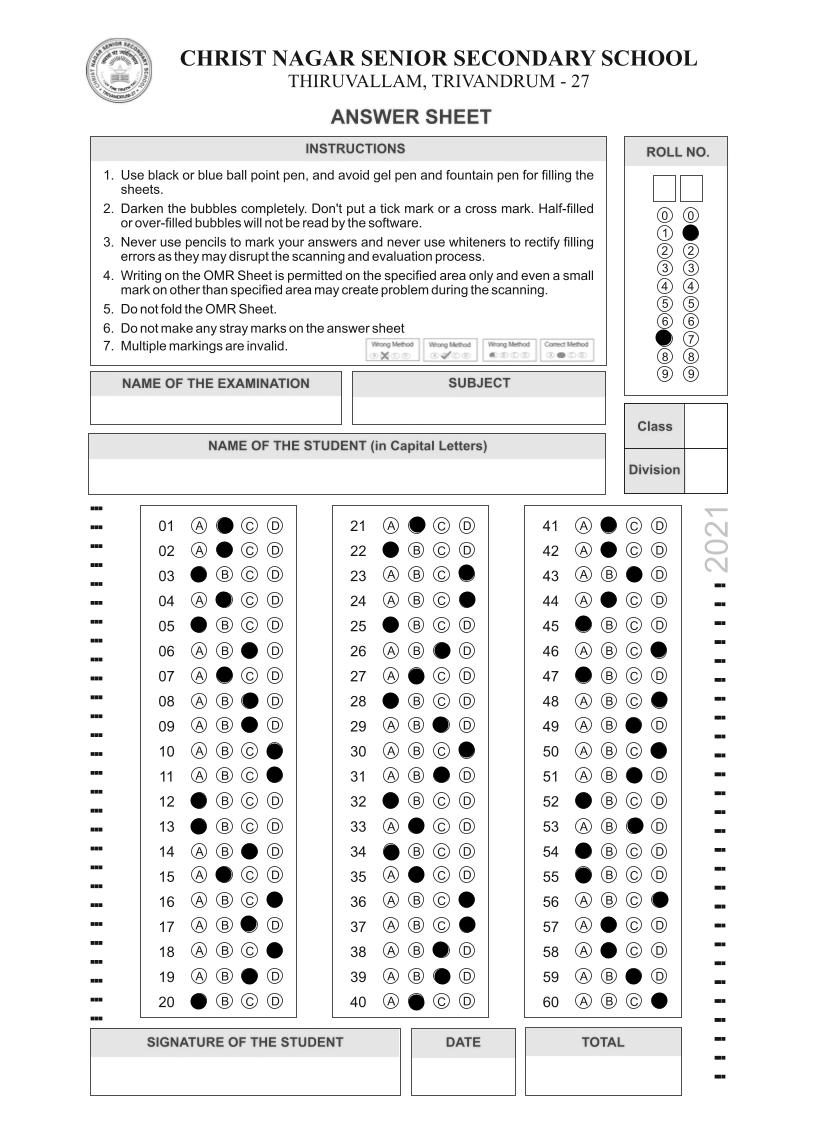 CHRIST NAGAR SENIOR SECONDARY SCHOOL
THIRUVALLAM, TRIVANDRUM - 27
ANSWER SHEET
INSTRUCTIONS
1. Use black or blue ball point pen, and avoid gel pen and fountain pen for filling the
sheets.
2. Darken the bubbles completely. Don't put a tick mark or a cross mark. Half-filled
or over-filled bubbles will not be read by the software.
3. Never use pencils to mark your answers and never use whiteners to rectify filling
errors as they may disrupt the scanning and evaluation process.
4. Writing on the OMR Sheet is permitted on the specified area only and even a small
mark on other than specified area may create problem during the scanning.
5. Do not fold the OMR Sheet.
6. Do not make any stray marks on the answer sheet
7. Multiple markings are invalid.
Wrong Method Wrong Method Wrong Method Correct Method
ROLL NO.
0 0
1
2 2
3 3
4 4
5 5
6 6
7
8 8
9 9
NAME OF THE EXAMINATION
SUBJECT
Class
NAME OF THE STUDENT (in Capital Letters)
Division
2021
01 A C D
02 A C D
03 B C D
04 A C D
05 B C D
06 A B D
07 A C D
08 A B D
09 A B D
10 A B C
11 A B C
12 B C D
13 B C D
14 A B D
15 A C D
16 A B C
17 A B D
18 A B C
19 A B D
20 B C D
21 A C D
22 B C D
23 A B C
24 A B C
25 B C D
26 A B D
27 A C D
28 B C D
29 A B D
30 A B C
31 A B D
32 B C D
33 A C D
34 B C D
35 A C D
36 A B C
37 A B C
38 A B D
39 A B D
40 A C D
41 A C D
42 A C D
43 A B D
44 A C D
45 B C D
46 A B C
47 B C D
48 A B C
49 A B D
50 A B C
51 A B D
52 B C D
53 A B D
54 B C D
55 B C D
56 A B C
57 A C D
58 A C D
59 A B D
60 A B C
SIGNATURE OF THE STUDENT
DATE
TOTAL